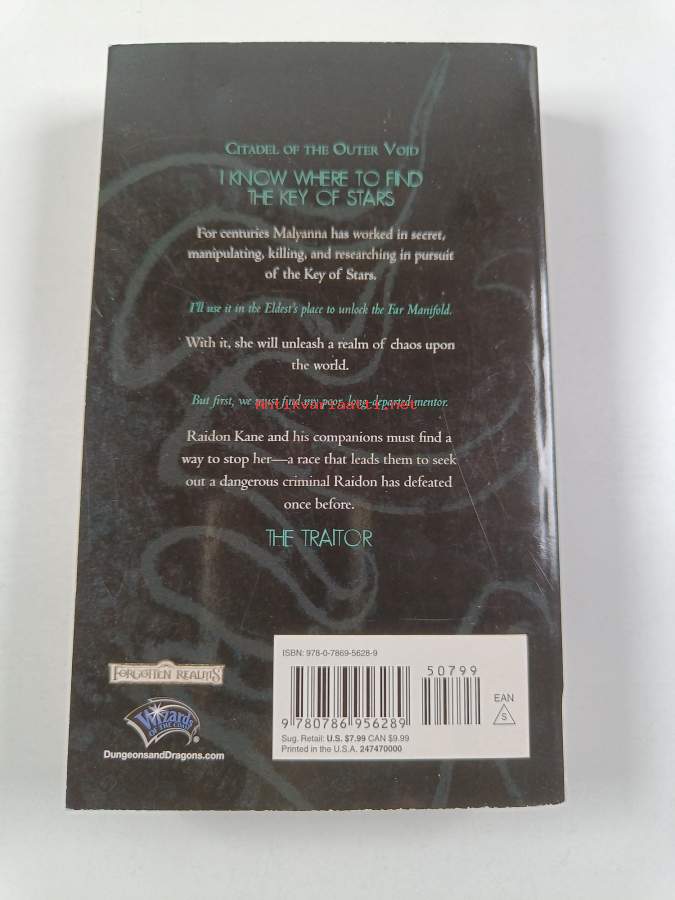 CITADEL OF THE OUTER VOID
I KNOW WHERE TO FIND
THE KEY OF STARS
For centuries Malyanna has worked in secret,
manipulating, killing, and researching in pursuit
of the Key of Stars.
I'll use it in the Eldest's place to unlock the Far Manifold.
With it, she will unleash a realm of chaos upon
the world.
But first, we must find my poor, long-departed mentor.
Antikvariaatti.net
Raidon Kane and his companions must find a
way to stop her—a race that leads them to seek
out a dangerous criminal Raidon has defeated
once before.
THE TRAITOR
ISBN: 978-0-7869-5628-9
50799
EAN
S
9 780786 956289
Sug. Retail: U.S. $7.99 CAN $9.99
Printed in the U.S.A. 247470000
FORGOTTEN REALMS
Wizards
OF THE COAST
®
DungeonsandDragons.com